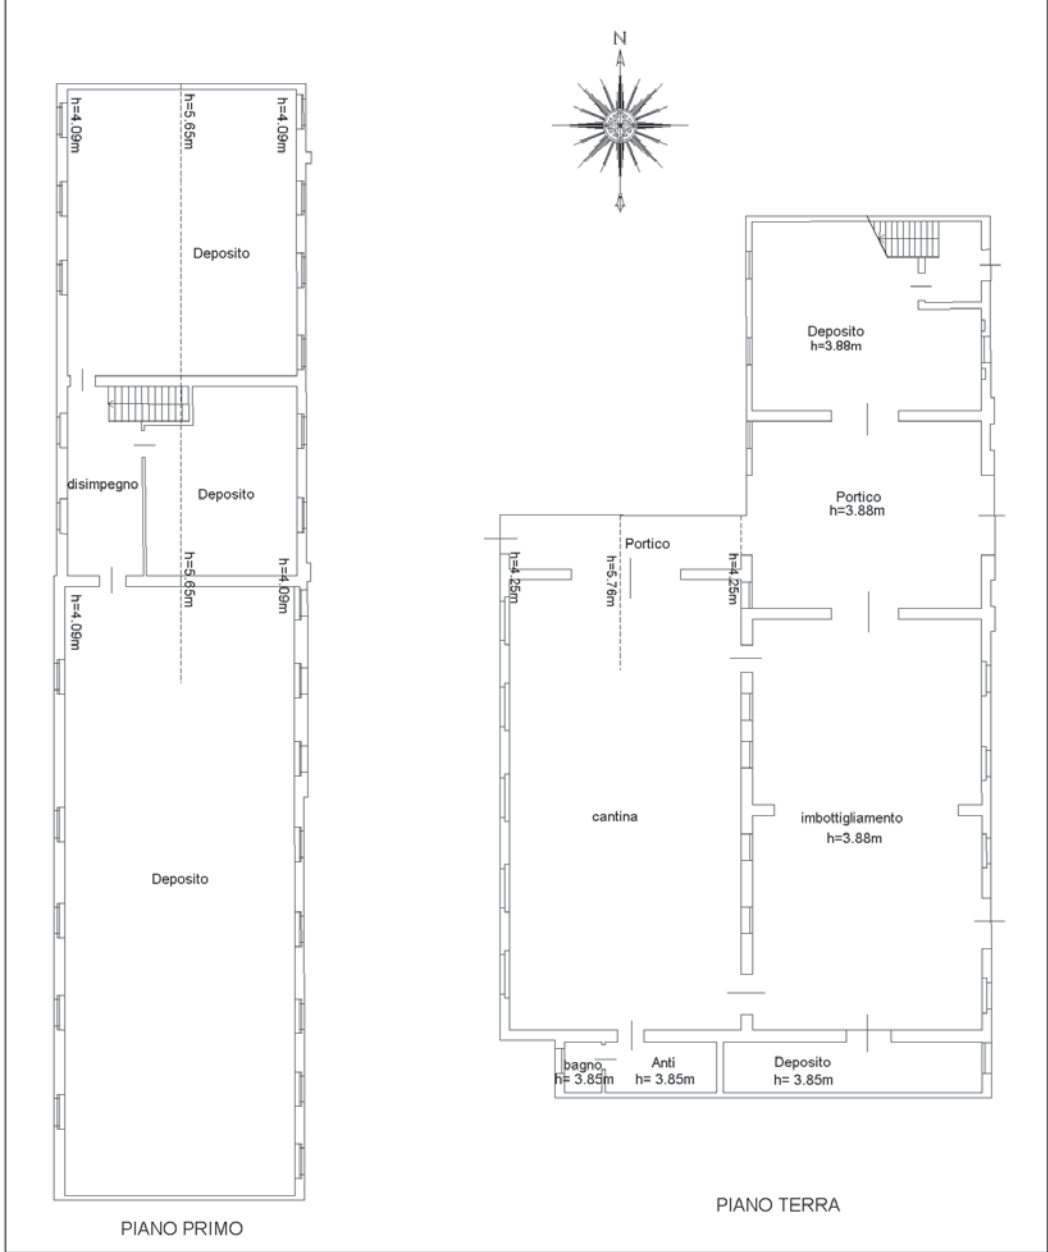 N
h=4.09m
h=5.65m
h=4.09m
Deposito
disimpegno
Deposito
h=5.65m
h=4.09m
h=4.09m
Deposito
PIANO PRIMO
Deposito
h=3.88m
Portico
h=3.88m
Portico
h=4.25m
h=5.76m
h=4.25m
cantina
imbottigliamento
h=3.88m
bagno
h= 3.85m
Anti
h= 3.85m
Deposito
h= 3.85m
PIANO TERRA